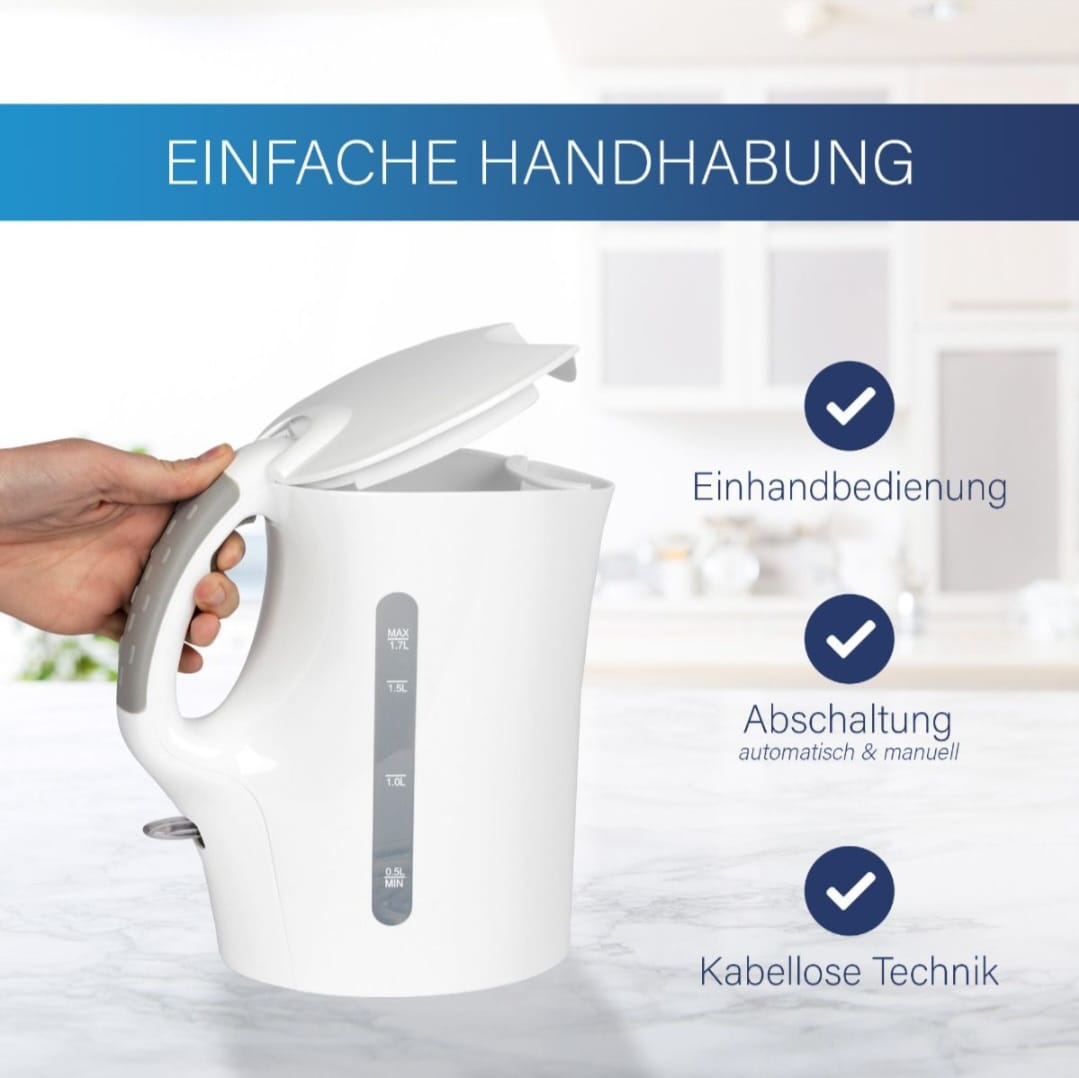 EINFACHE HANDHABUNG
Einhandbedienung
MAX
1.7L
1.5L
Abschaltung
automatisch & manuell
1.0L
0.5L
MIN
Kabellose Technik